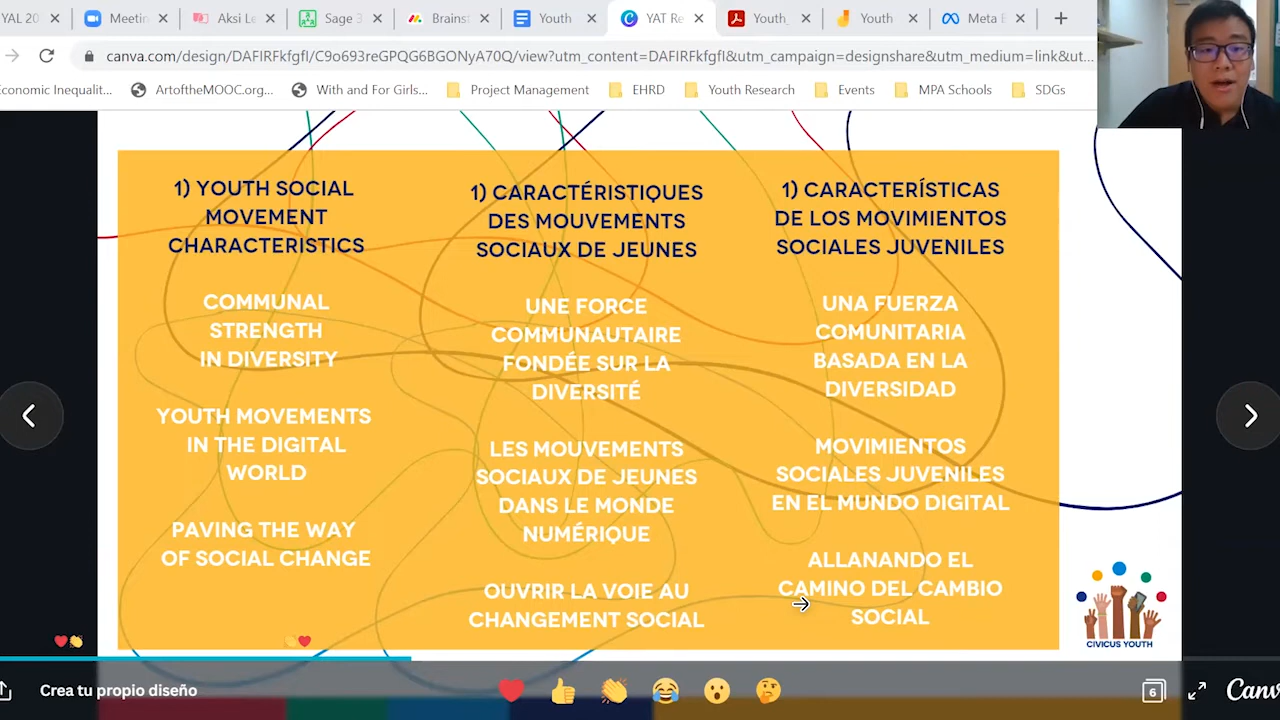 YAL 20
Meetin
Aksi Le
Sage 3
Brains
Youth
YAT Re
Youth_
Youth
Meta E
canva.com/design/DAFIRFkfgfI/C9o693reGPQG6BGONyA70Q/view?utm_content=DAFIRFkfgfI&utm_campaign=designshare&utm_medium=link&ut...
Economic Inequalit...
ArtoftheMOOC.org...
With and For Girls...
Project Management
EHRD
Youth Research
Events
MPA Schools
SDGs
1) YOUTH SOCIAL
MOVEMENT
CHARACTERISTICS
COMMUNAL
STRENGTH
IN DIVERSITY
YOUTH MOVEMENTS
IN THE DIGITAL
WORLD
PAVING THE WAY
OF SOCIAL CHANGE
1) CARACTÉRISTIQUES
DES MOUVEMENTS
SOCIAUX DE JEUNES
UNE FORCE
COMMUNAUTAIRE
FONDÉE SUR LA
DIVERSITÉ
LES MOUVEMENTS
SOCIAUX DE JEUNES
DANS LE MONDE
NUMÉRIQUE
OUVRIR LA VOIE AU
CHANGEMENT SOCIAL
1) CARACTERÍSTICAS
DE LOS MOVIMIENTOS
SOCIALES JUVENILES
UNA FUERZA
COMUNITARIA
BASADA EN LA
DIVERSIDAD
MOVIMIENTOS
SOCIALES JUVENILES
EN EL MUNDO DIGITAL
ALLANANDO EL
CAMINO DEL CAMBIO
SOCIAL
CIVICUS YOUTH
Crea tu propio diseño
6
Canv